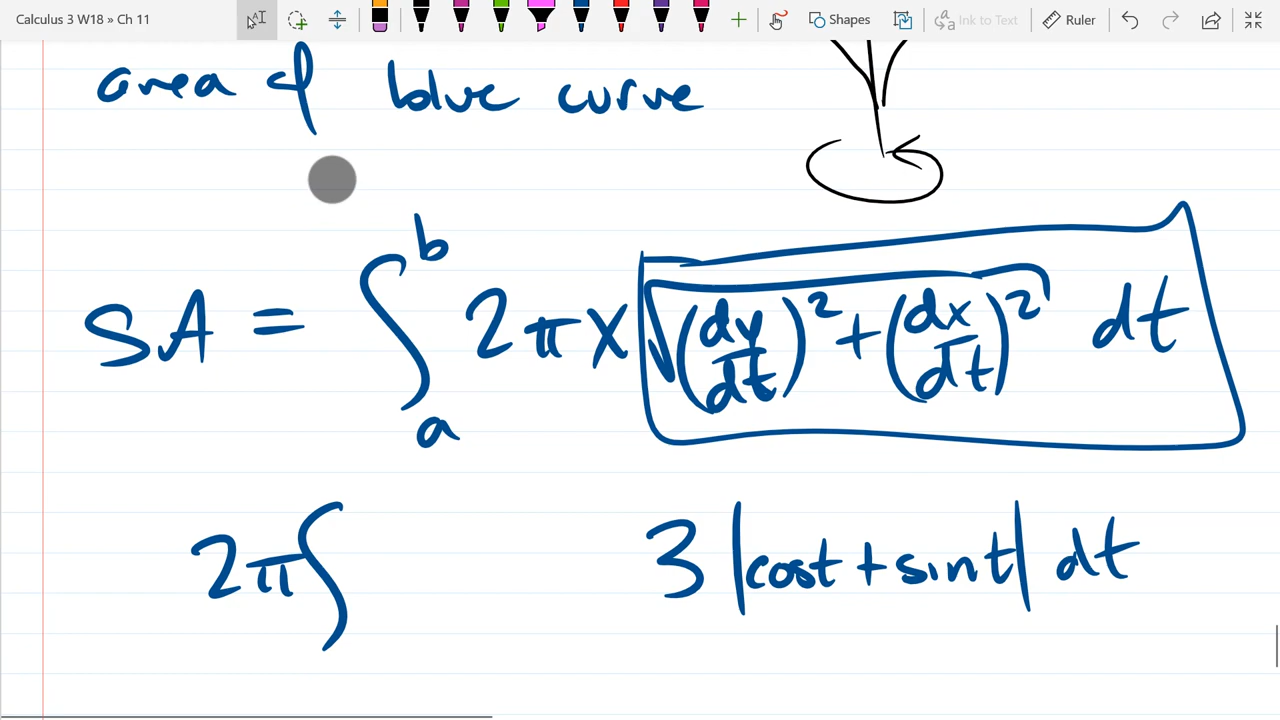 Calculus 3 W18 » Ch 11
Shapes
Ink to Text
Ruler
area of blue curve
SA = ∫_a^b 2πx √((dy/dt)² + (dx/dt)²) dt
2π∫ 3 |cost + sint| dt